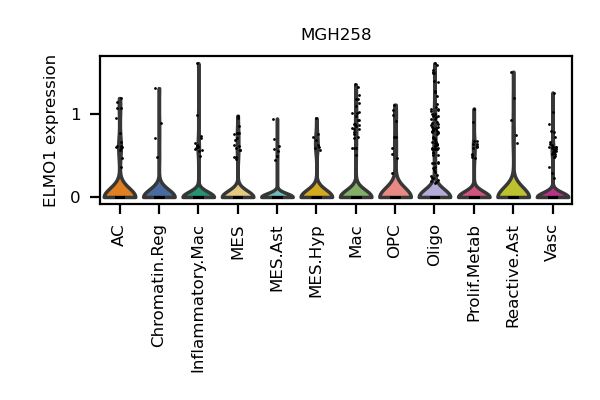 MGH258
ELMO1 expression
1
0
AC
Chromatin.Reg
Inflammatory.Mac
MES
MES.Ast
MES.Hyp
Mac
OPC
Oligo
Prolif.Metab
Reactive.Ast
Vasc